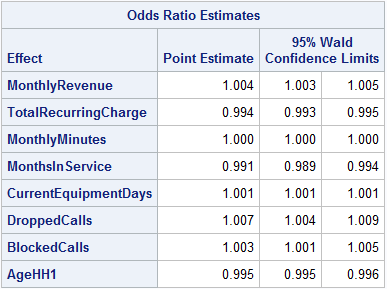 Odds Ratio Estimates
Effect Point Estimate 95% Wald Confidence Limits
MonthlyRevenue 1.004 1.003 1.005
TotalRecurringCharge 0.994 0.993 0.995
MonthlyMinutes 1.000 1.000 1.000
MonthsInService 0.991 0.989 0.994
CurrentEquipmentDays 1.001 1.001 1.001
DroppedCalls 1.007 1.004 1.009
BlockedCalls 1.003 1.001 1.005
AgeHH1 0.995 0.995 0.996